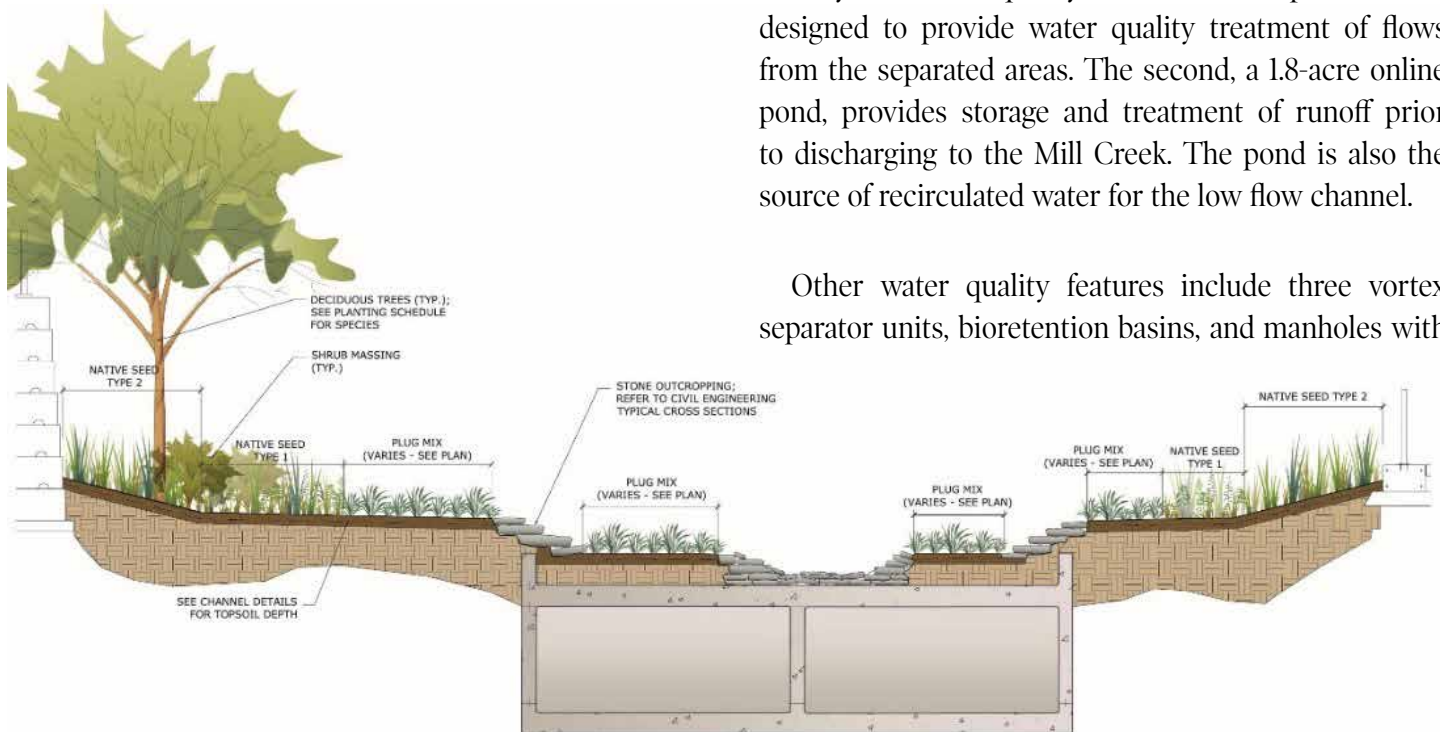 designed to provide water quality treatment of flows
from the separated areas. The second, a 1.8-acre online
pond, provides storage and treatment of runoff prior
to discharging to the Mill Creek. The pond is also the
source of recirculated water for the low flow channel.
Other water quality features include three vortex
separator units, bioretention basins, and manholes with
DECIDUOUS TREES (TYP.);
SEE PLANTING SCHEDULE
FOR SPECIES
SHRUB MASSING
(TYP.)
NATIVE SEED
TYPE 2
NATIVE SEED
TYPE 1
PLUG MIX
(VARIES - SEE PLAN)
STONE OUTCROPPING;
REFER TO CIVIL ENGINEERING
TYPICAL CROSS SECTIONS
PLUG MIX
(VARIES - SEE PLAN)
PLUG MIX
(VARIES - SEE PLAN)
PLUG MIX
(VARIES - SEE PLAN)
NATIVE SEED
TYPE 1
NATIVE SEED TYPE 2
SEE CHANNEL DETAILS
FOR TOPSOIL DEPTH